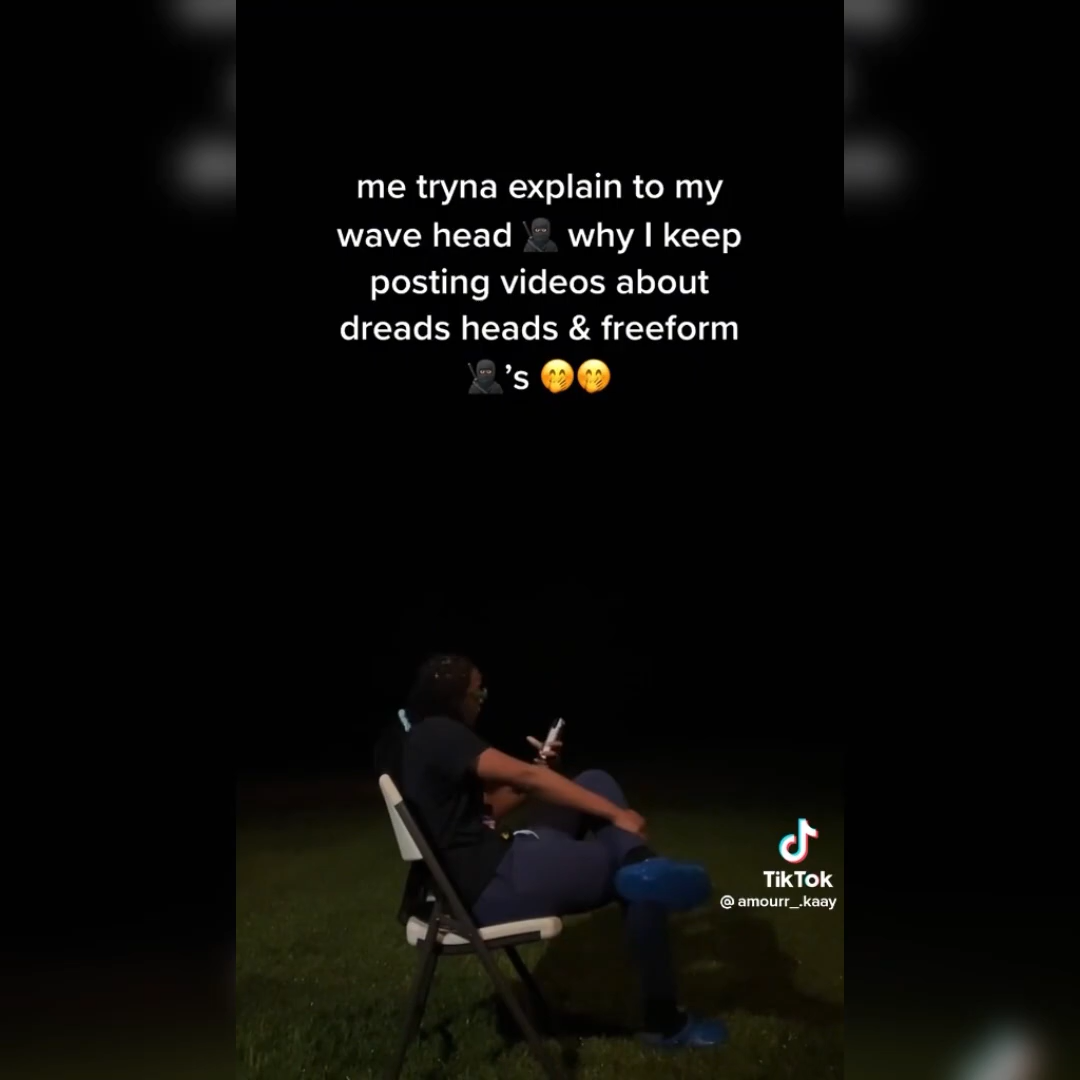 me tryna explain to my
wave head 🥷🏿 why I keep
posting videos about
dreads heads & freeform
🥷🏿's 🤭🤭
TikTok
@amourr_.kaay